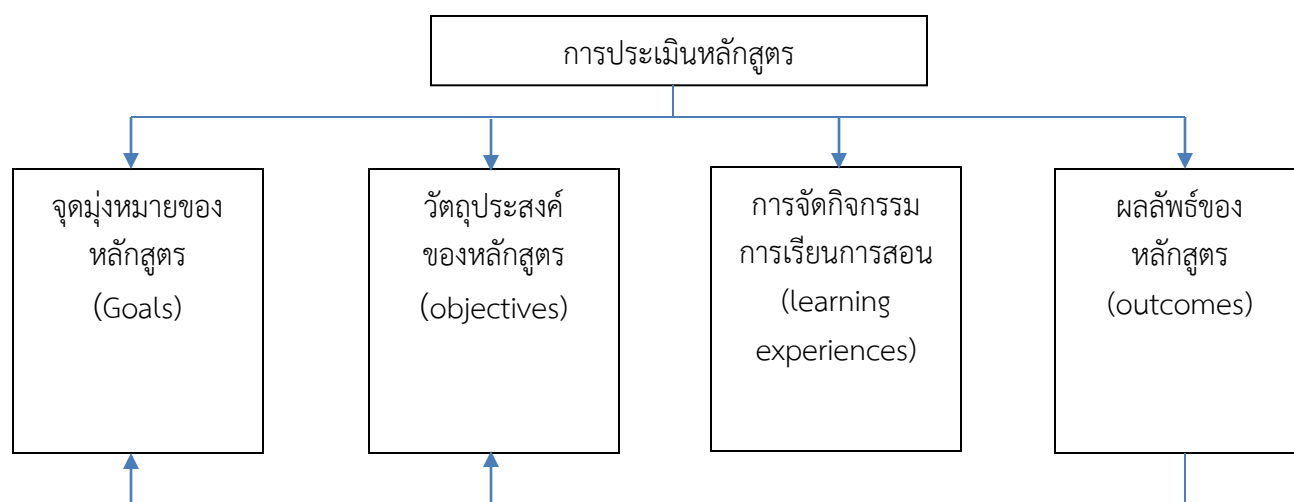 การประเมินหลักสูตร
จุดมุ่งหมายของ
หลักสูตร
(Goals)
วัตถุประสงค์
ของหลักสูตร
(objectives)
การจัดกิจกรรม
การเรียนการสอน
(learning
experiences)
ผลลัพธ์ของ
หลักสูตร
(outcomes)